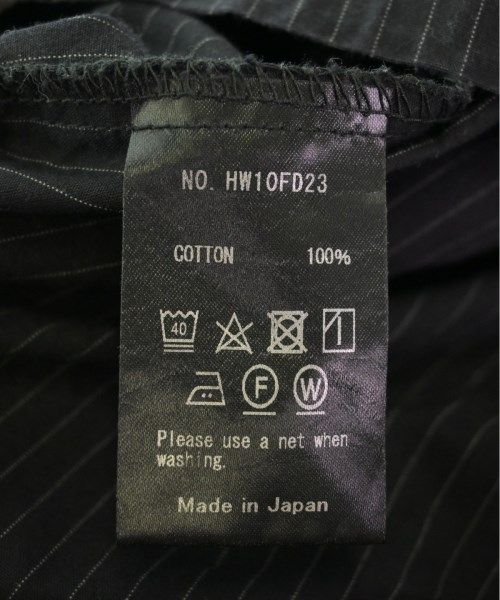 NO. HW10FD23
COTTON 100%
40
F W
Please use a net when
washing.
Made in Japan